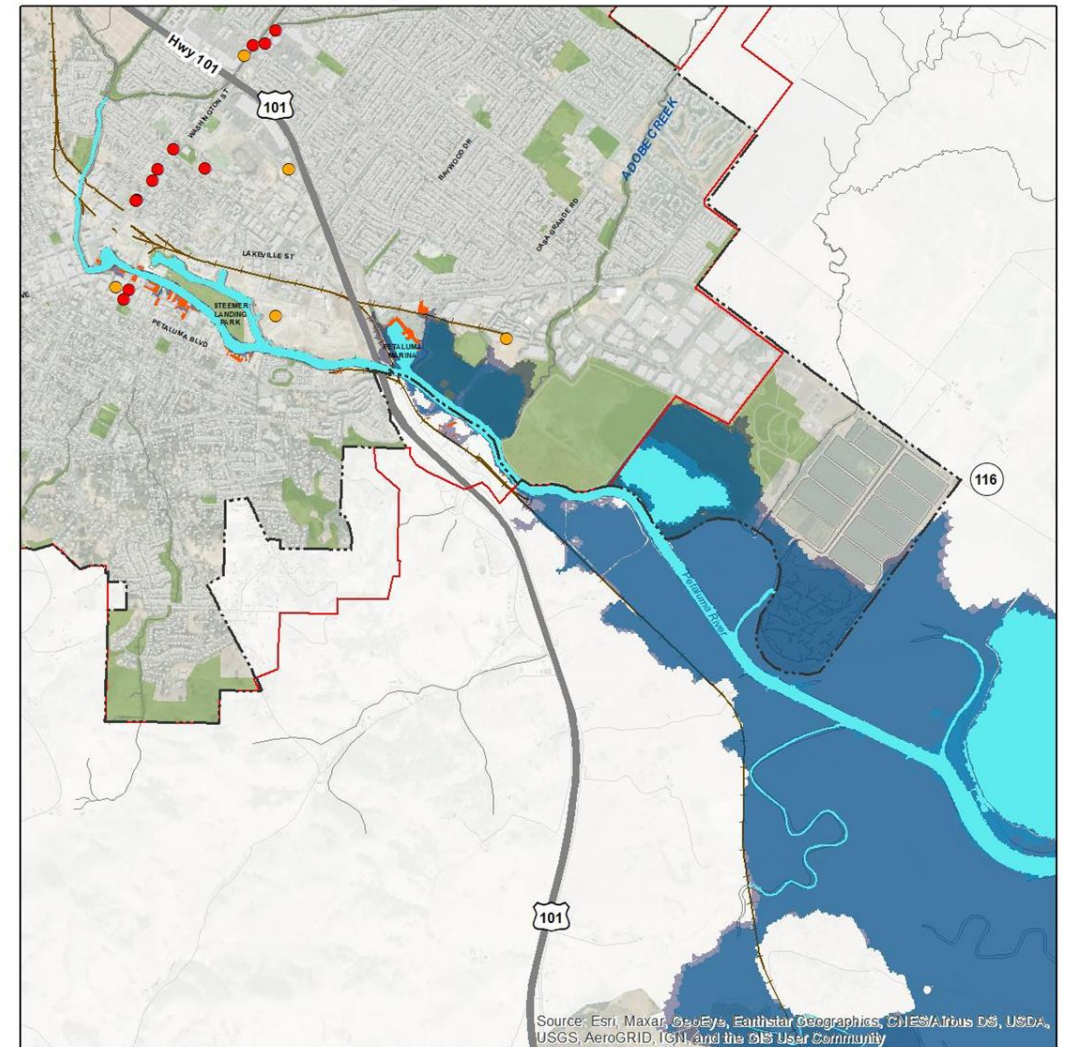 Hwy 101
101
WASHINGTON ST
BAYWOOD DR
ADOBE CREEK
CASA GRANDE RD
LAKEVILLE ST
VE
STEEMER
LANDING
PARK
PETALUMA BLVD
PETALUMA
MARINA
116
Petaluma River
101
Source: Esri, Maxar, GeoEye, Earthstar Geographics, CNES/Airbus DS, USDA,
USGS, AeroGRID, IGN, and the GIS User Community